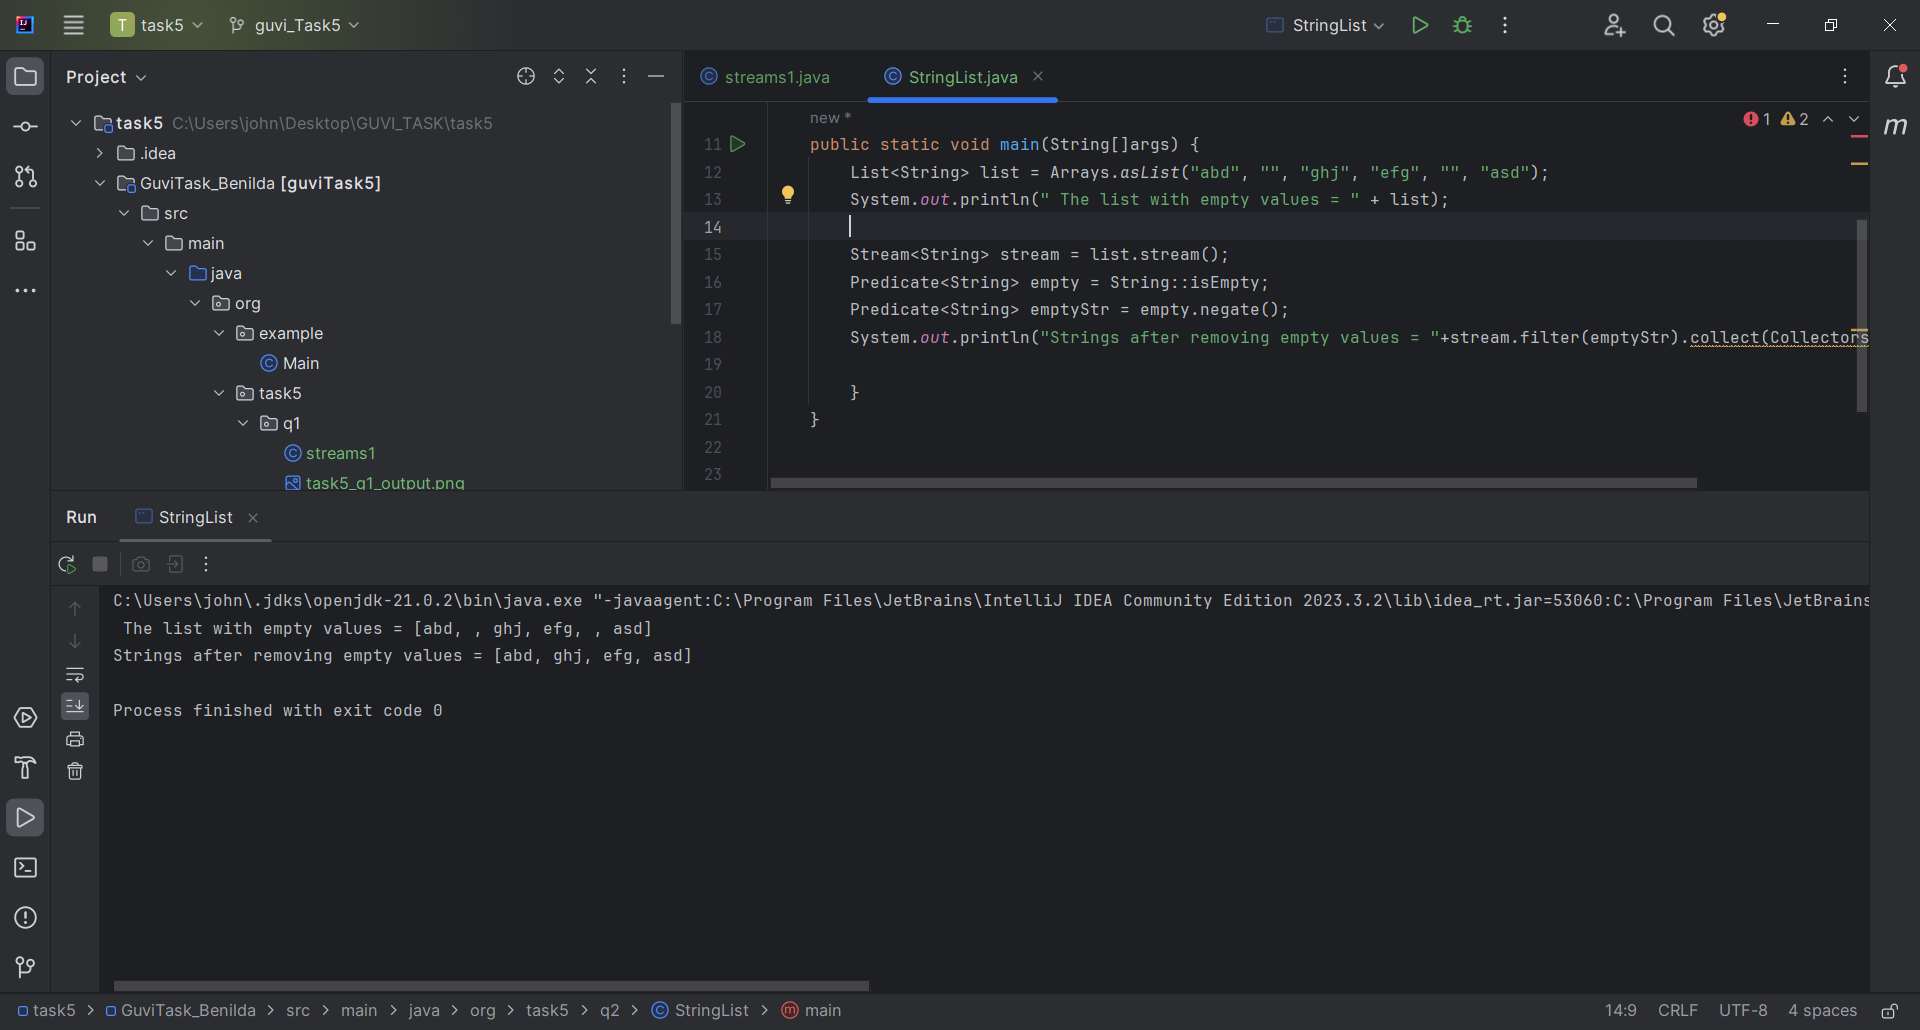 T task5 guvi_Task5 StringList
Project
task5 C:\Users\john\Desktop\GUVI_TASK\task5
.idea
GuviTask_Benilda [guviTask5]
src
main
java
org
example
Main
task5
q1
streams1
task5_q1_output.png
streams1.java StringList.java
new *
1 2
m
11 public static void main(String[]args) {
12 List<String> list = Arrays.asList("abd", "", "ghj", "efg", "", "asd");
13 System.out.println(" The list with empty values = " + list);
14
15 Stream<String> stream = list.stream();
16 Predicate<String> empty = String::isEmpty;
17 Predicate<String> emptyStr = empty.negate();
18 System.out.println("Strings after removing empty values = "+stream.filter(emptyStr).collect(Collectors
19
20 }
21 }
22
23
Run StringList
C:\Users\john\.jdks\openjdk-21.0.2\bin\java.exe "-javaagent:C:\Program Files\JetBrains\IntelliJ IDEA Community Edition 2023.3.2\lib\idea_rt.jar=53060:C:\Program Files\JetBrains
The list with empty values = [abd, , ghj, efg, , asd]
Strings after removing empty values = [abd, ghj, efg, asd]
Process finished with exit code 0
task5 > GuviTask_Benilda > src > main > java > org > task5 > q2 > StringList > main 14:9 CRLF UTF-8 4 spaces